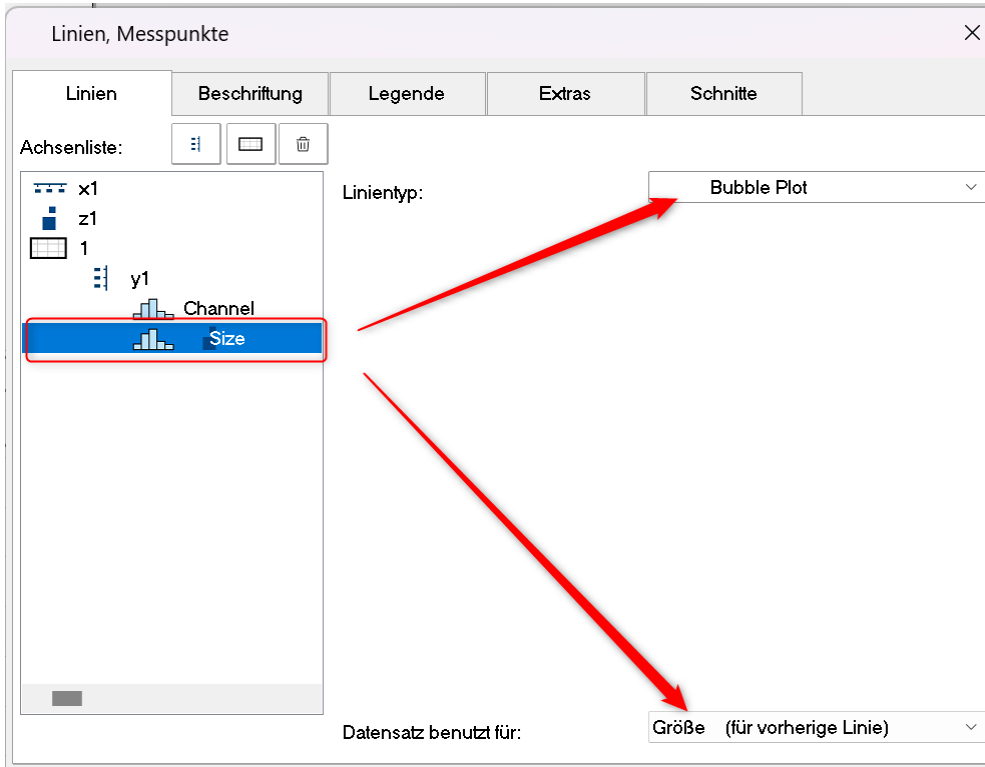 Linien, Messpunkte
Linien Beschriftung Legende Extras Schnitte
Achsenliste:
x1
z1
1
y1
Channel
Size
Linientyp: Bubble Plot
Datensatz benutzt für: Größe (für vorherige Linie)